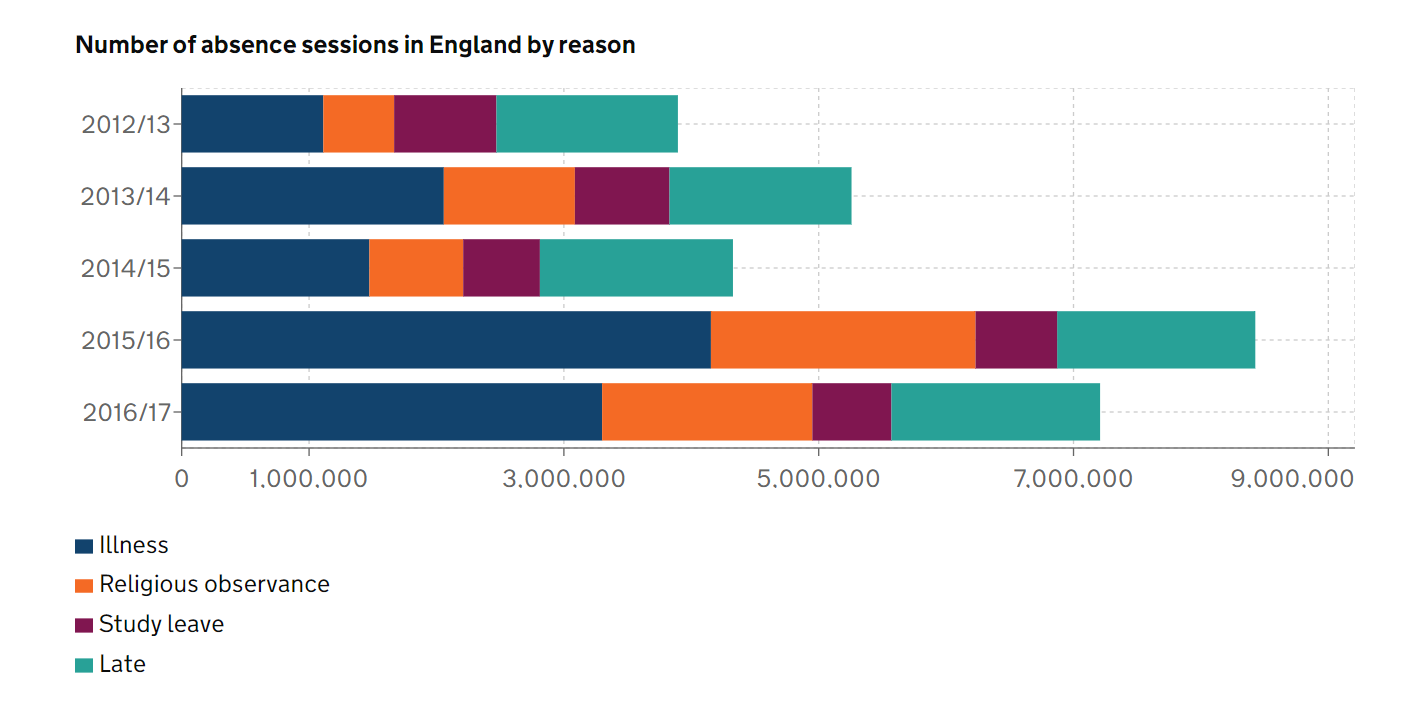 Number of absence sessions in England by reason
2012/13
2013/14
2014/15
2015/16
2016/17
0 1,000,000 3,000,000 5,000,000 7,000,000 9,000,000
Illness
Religious observance
Study leave
Late